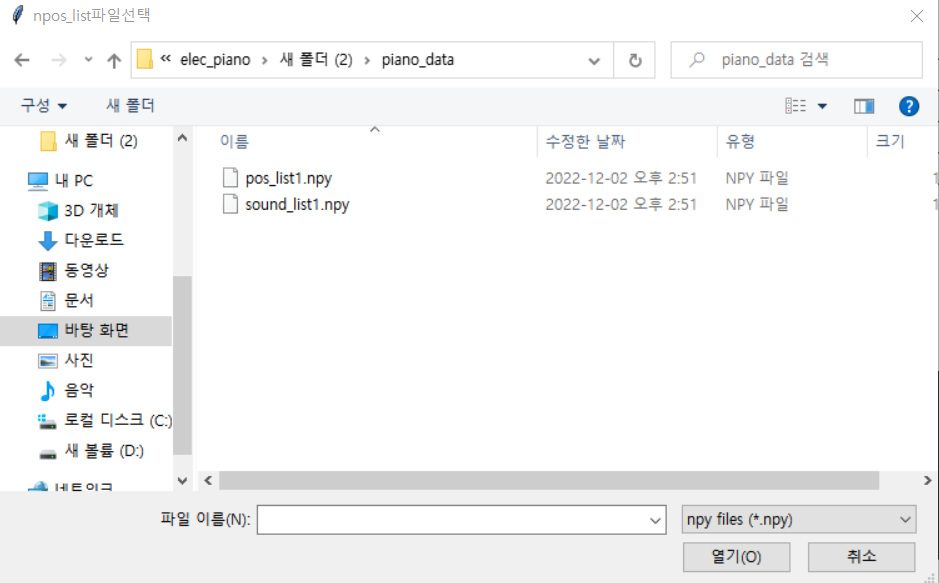 npos_list파일선택
« elec_piano › 새 폴더 (2) › piano_data
piano_data 검색
구성
새 폴더
새 폴더 (2)
내 PC
3D 개체
다운로드
동영상
문서
바탕 화면
사진
음악
로컬 디스크 (C:)
새 볼륨 (D:)
네트워크
이름 수정한 날짜 유형 크기
pos_list1.npy 2022-12-02 오후 2:51 NPY 파일 1
sound_list1.npy 2022-12-02 오후 2:51 NPY 파일 1
파일 이름(N):
npy files (*.npy)
열기(O) 취소